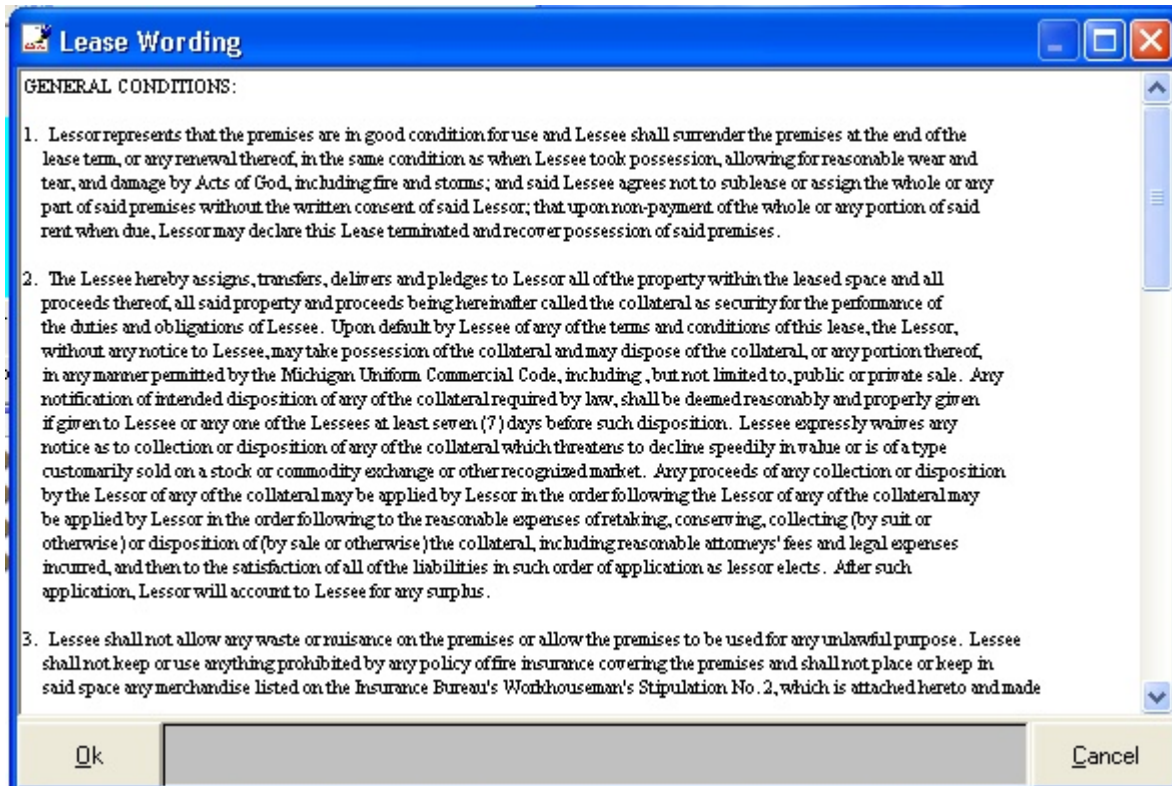 Lease Wording
GENERAL CONDITIONS:
1. Lessor represents that the premises are in good condition for use and Lessee shall surrender the premises at the end of the
lease term, or any renewal thereof, in the same condition as when Lessee took possession, allowing for reasonable wear and
tear, and damage by Acts of God, including fire and storms; and said Lessee agrees not to sublease or assign the whole or any
part of said premises without the written consent of said Lessor; that upon non-payment of the whole or any portion of said
rent when due, Lessor may declare this Lease terminated and recover possession of said premises.
2. The Lessee hereby assigns, transfers, delivers and pledges to Lessor all of the property within the leased space and all
proceeds thereof, all said property and proceeds being hereinafter called the collateral as security for the performance of
the duties and obligations of Lessee. Upon default by Lessee of any of the terms and conditions of this lease, the Lessor,
without any notice to Lessee, may take possession of the collateral and may dispose of the collateral, or any portion thereof,
in any manner permitted by the Michigan Uniform Commercial Code, including , but not limited to, public or private sale. Any
notification of intended disposition of any of the collateral required by law, shall be deemed reasonably and properly given
if given to Lessee or any one of the Lessees at least seven (7) days before such disposition. Lessee expressly waives any
notice as to collection or disposition of any of the collateral which threatens to decline speedily in value or is of a type
customarily sold on a stock or commodity exchange or other recognized market. Any proceeds of any collection or disposition
by the Lessor of any of the collateral may be applied by Lessor in the order following the Lessor of any of the collateral may
be applied by Lessor in the order following to the reasonable expenses of retaking, conserving, collecting (by suit or
otherwise) or disposition of (by sale or otherwise) the collateral, including reasonable attorneys' fees and legal expenses
incurred, and then to the satisfaction of all of the liabilities in such order of application as lessor elects. After such
application, Lessor will account to Lessee for any surplus.
3. Lessee shall not allow any waste or nuisance on the premises or allow the premises to be used for any unlawful purpose. Lessee
shall not keep or use anything prohibited by any policy of fire insurance covering the premises and shall not place or keep in
said space any merchandise listed on the Insurance Bureau's Workhouseman's Stipulation No. 2, which is attached hereto and made
Ok
Cancel